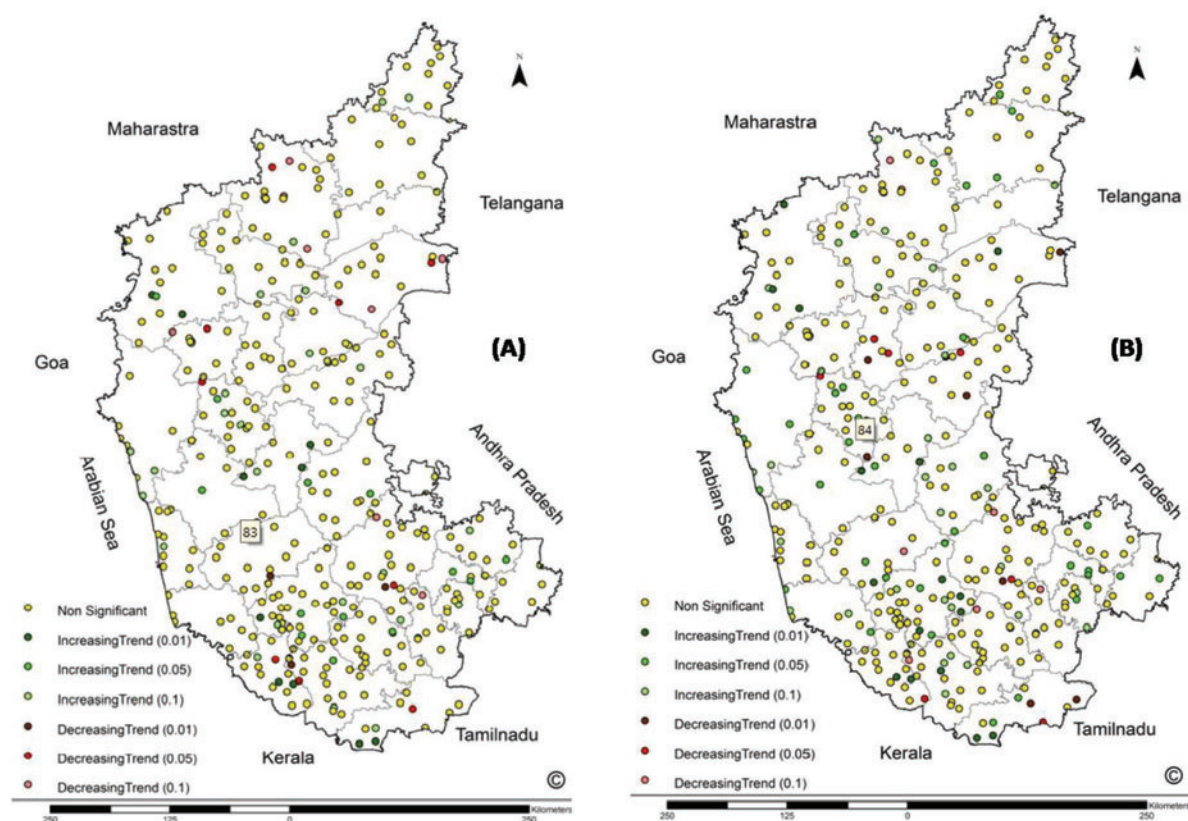 N
Maharastra
Telangana
(A)
Goa
Andhra Pradesh
Arabian Sea
83
Non Significant
IncreasingTrend (0.01)
IncreasingTrend (0.05)
IncreasingTrend (0.1)
DecreasingTrend (0.01)
DecreasingTrend (0.05)
DecreasingTrend (0.1)
Tamilnadu
Kerala
©
Kilometers
250 125 0 250
N
Maharastra
Telangana
(B)
Goa
Andhra Pradesh
Arabian Sea
84
Non Significant
IncreasingTrend (0.01)
IncreasingTrend (0.05)
IncreasingTrend (0.1)
DecreasingTrend (0.01)
DecreasingTrend (0.05)
DecreasingTrend (0.1)
Tamilnadu
Kerala
©
Kilometers
250 125 0 250